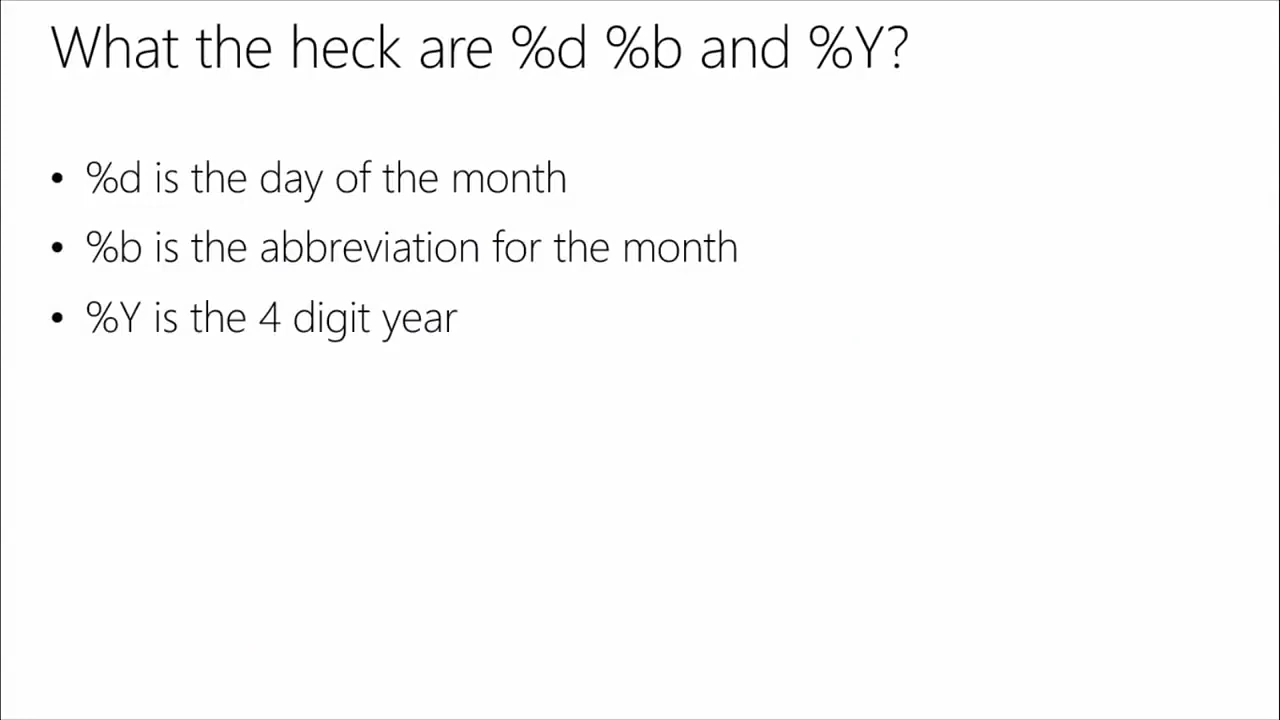 What the heck are %d %b and %Y?
• %d is the day of the month
• %b is the abbreviation for the month
• %Y is the 4 digit year